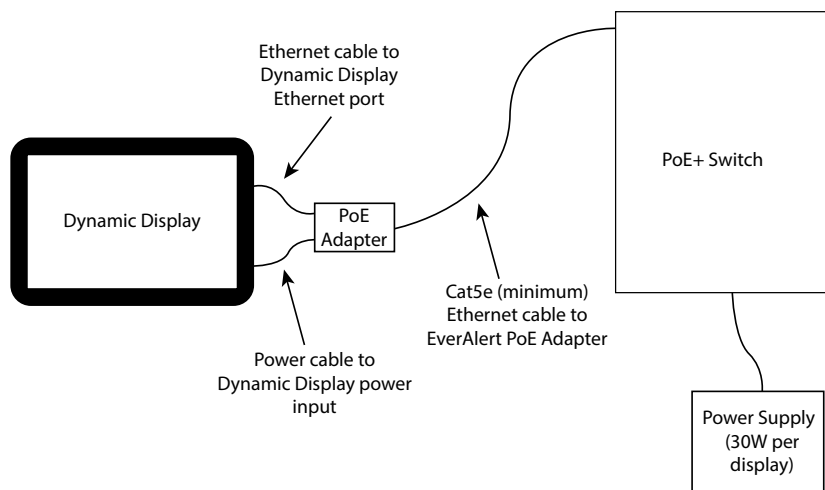 Ethernet cable to
Dynamic Display
Ethernet port
PoE+ Switch
Dynamic Display
PoE
Adapter
Cat5e (minimum)
Ethernet cable to
EverAlert PoE Adapter
Power cable to
Dynamic Display power
input
Power Supply
(30W per
display)